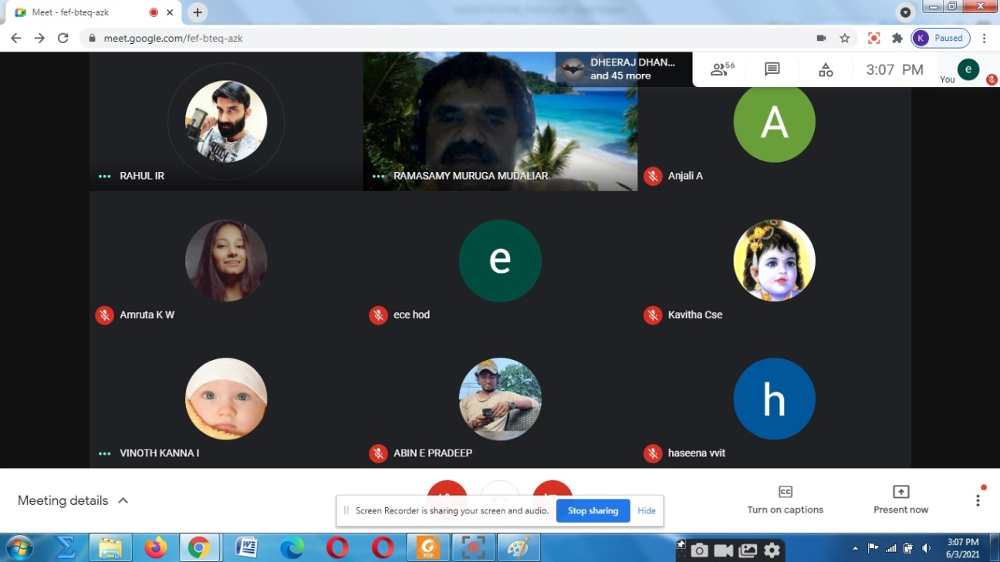 Meet - fef-bteq-azk
meet.google.com/fef-bteq-azk
K Paused
DHEERAJ DHAN...
and 45 more
56
3:07 PM
You
e
RAHUL IR
RAMASAMY MURUGA MUDALIAR
A
Anjali A
Amruta K W
e
ece hod
Kavitha Cse
VINOTH KANNA I
ABIN E PRADEEP
h
haseena vvit
Meeting details
Screen Recorder is sharing your screen and audio.
Stop sharing
Hide
CC
Turn on captions
Present now
PDF
3:07 PM
6/3/2021